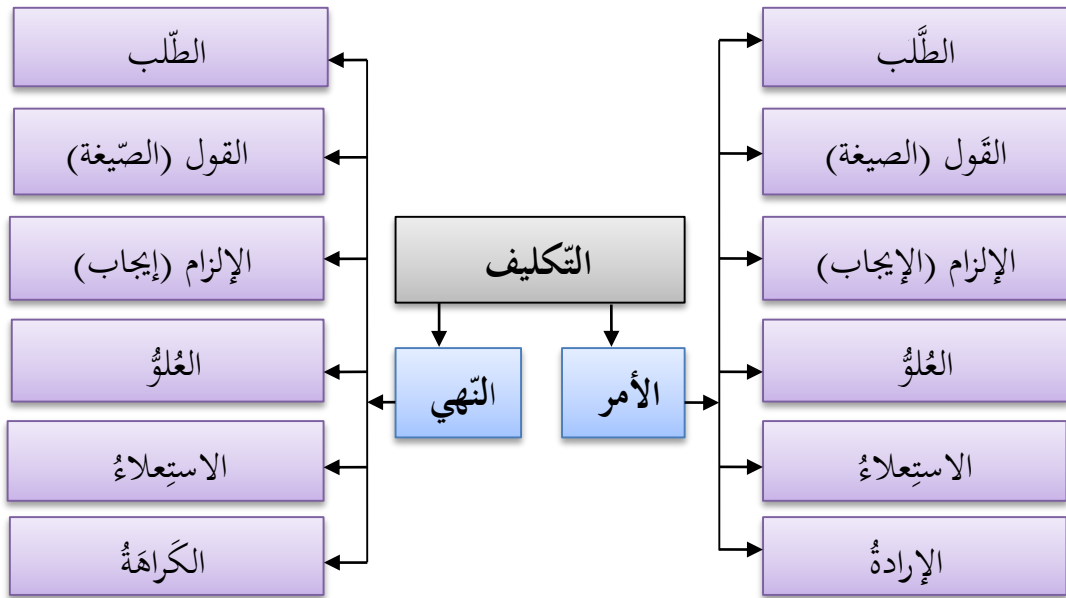 التّكليف
الأمر
النّهي
الطَّلَب
القَول (الصيغة)
الإلزام (الإيجاب)
العُلوُّ
الاستِعلاءُ
الإرادةُ
الطّلب
القول (الصّيغة)
الإلزام (إيجاب)
العُلوُّ
الاستِعلاءُ
الكَراهَةُ